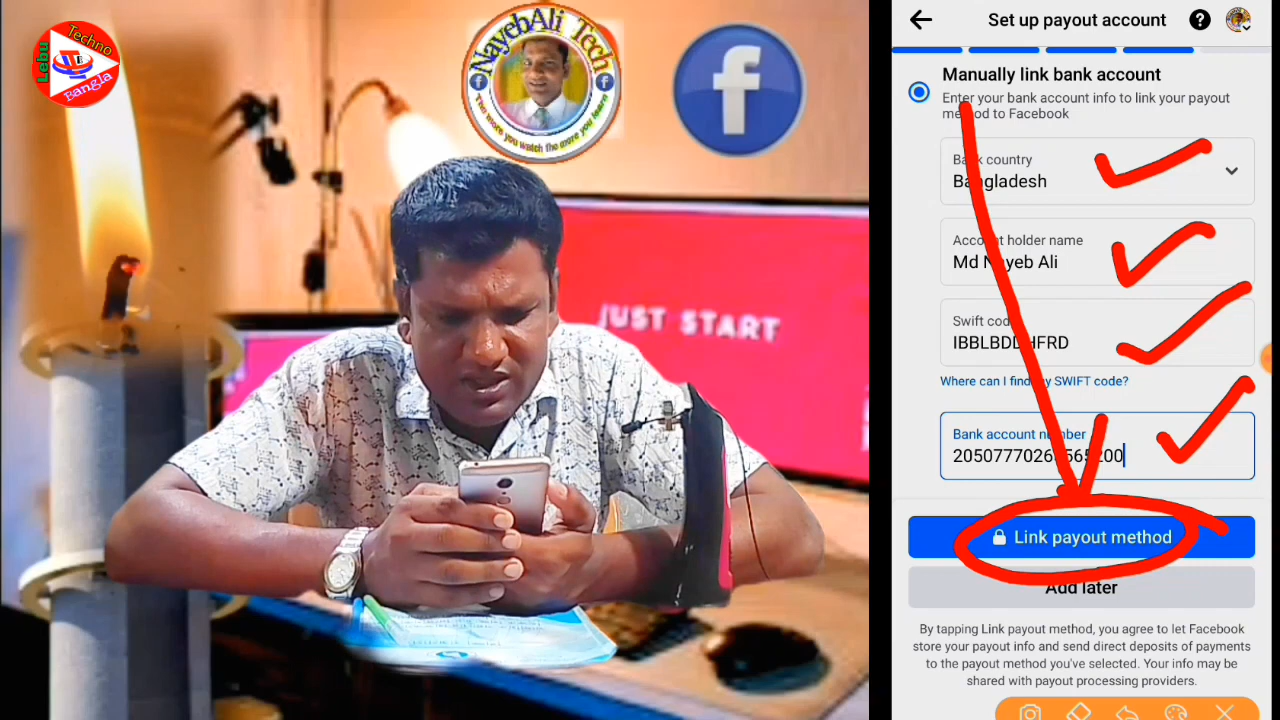 Lebu Techno
Bangla
NayebAli Tech
The more you watch the more you learn
f
JUST START
Set up payout account
Manually link bank account
Enter your bank account info to link your payout
method to Facebook
Bank country
Bangladesh
Account holder name
Md Nayeb Ali
Swift code
Where can I find my SWIFT code?
Bank account number
Link payout method
Add later
By tapping Link payout method, you agree to let Facebook
store your payout info and send direct deposits of payments
to the payout method you've selected. Your info may be
shared with payout processing providers.